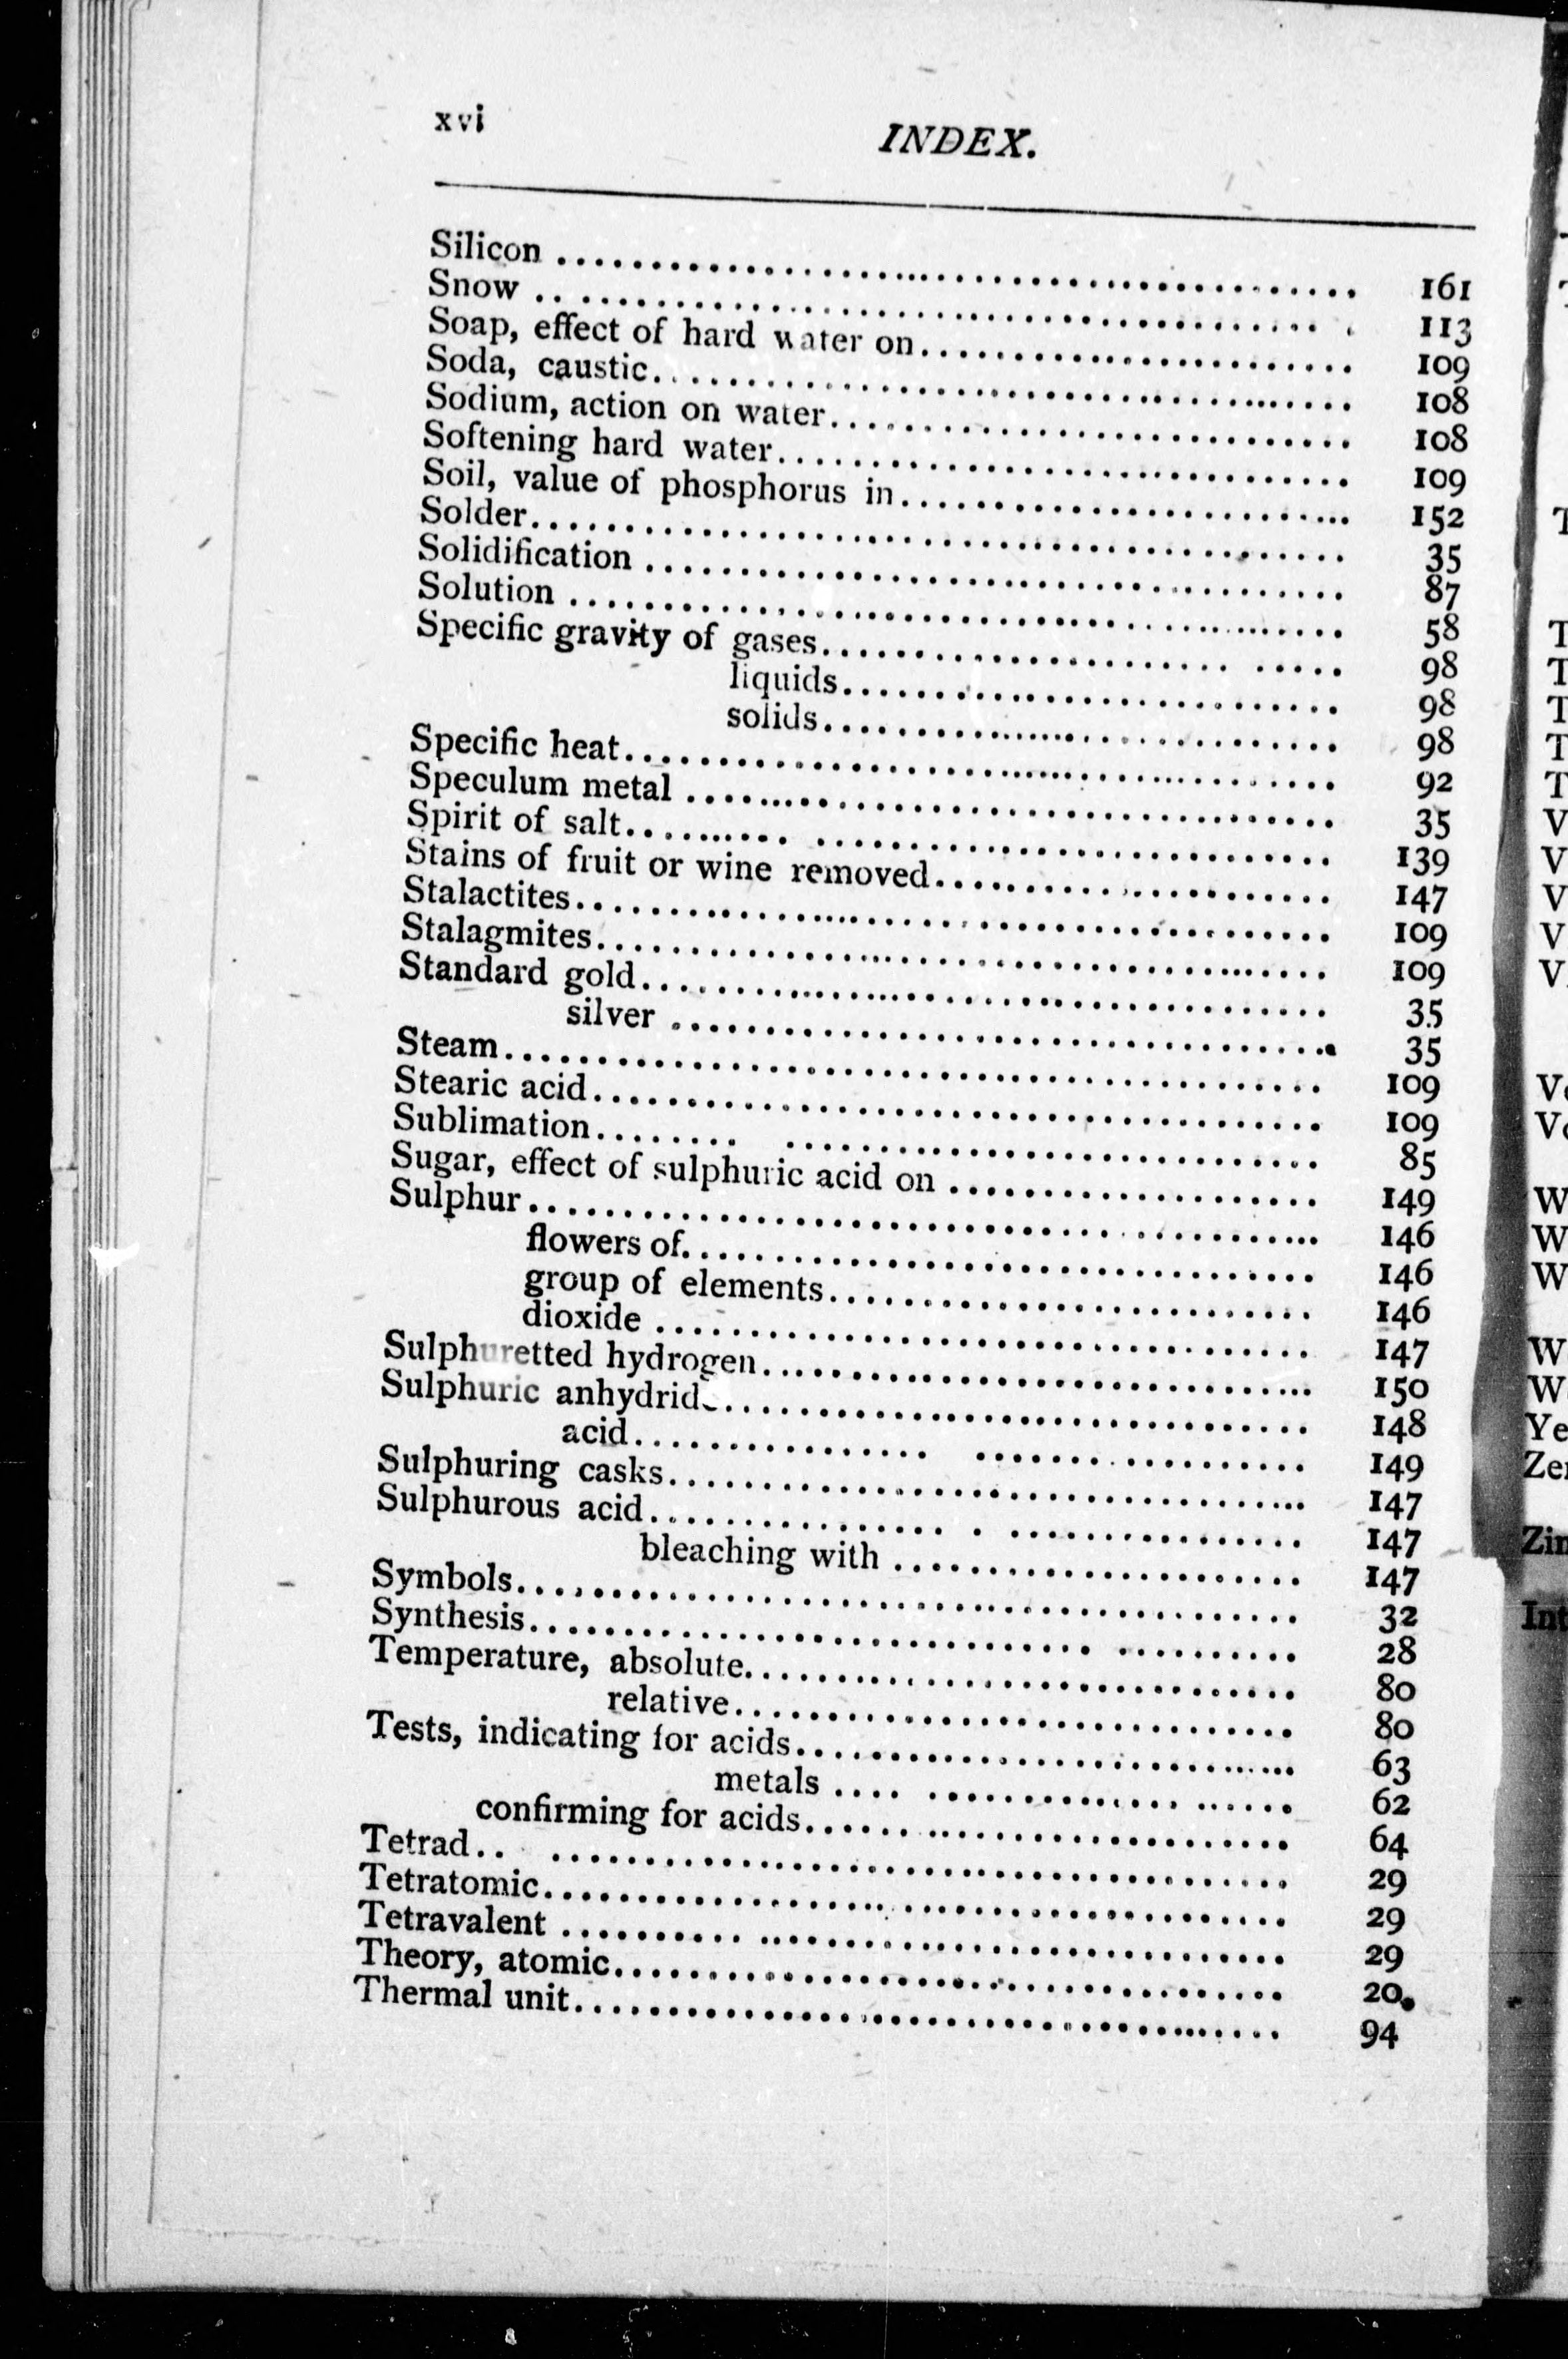 xvi
INDEX.
Silicon ........................................ 161
Snow ........................................ 113
Soap, effect of hard water on........................ 109
Soda, caustic........................................ 108
Sodium, action on water............................ 108
Softening hard water.............................. 109
Soil, value of phosphorus in........................ 152
Solder............................................ 35
Solidification ...................................... 87
Solution .......................................... 58
Specific gravity of gases............................ 98
liquids............................ 98
solids............................ 98
Specific heat...................................... 92
Speculum metal .................................. 35
Spirit of salt...................................... 139
Stains of fruit or wine removed...................... 147
Stalactites........................................ 109
Stalagmites........................................ 109
Standard gold...................................... 35
silver .................................... 35
Steam............................................ 109
Stearic acid........................................ 109
Sublimation........................................ 85
Sugar, effect of sulphuric acid on .................... 149
Sulphur.......................................... 146
flowers of.................................. 146
group of elements.......................... 146
dioxide .................................. 147
Sulphuretted hydrogen.............................. 150
Sulphuric anhydride................................ 148
acid.................................... 149
Sulphuring casks.................................. 147
Sulphurous acid.................................... 147
bleaching with ...................... 147
Symbols.......................................... 32
Synthesis.......................................... 28
Temperature, absolute.............................. 80
relative.............................. 80
Tests, indicating for acids............................ 63
metals .......................... 62
confirming for acids.......................... 64
Tetrad............................................ 29
Tetratomic........................................ 29
Tetravalent ........................................ 29
Theory, atomic.................................... 20
Thermal unit...................................... 94